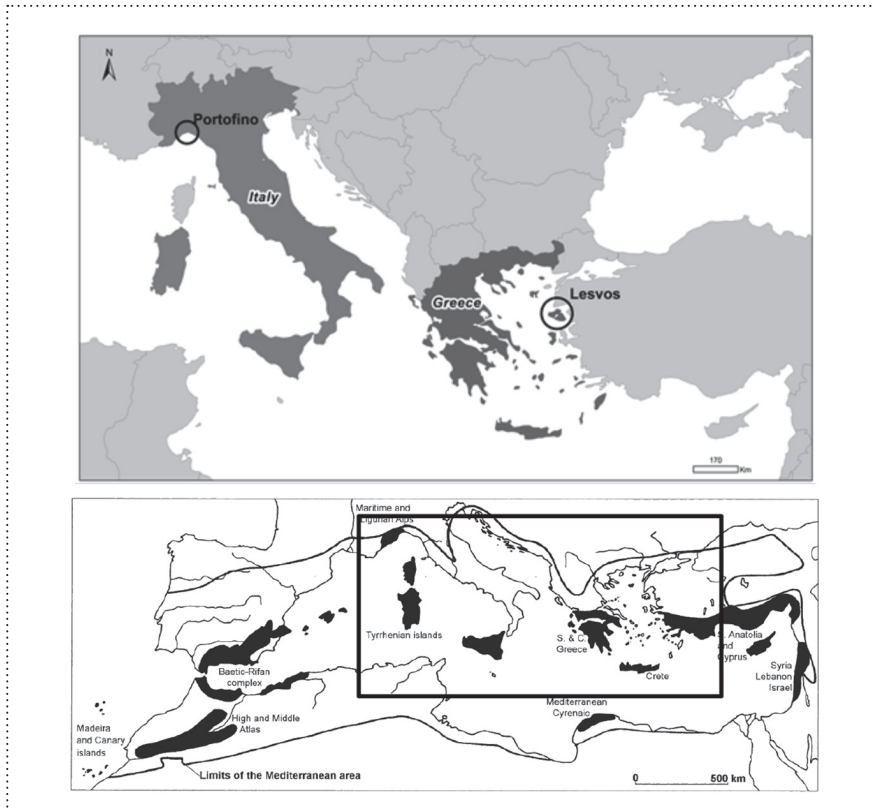 N
Portofino
Italy
Greece
Lesvos
170
Km
Maritime and
Ligurian Alps
Tyrrhenian islands
S. & C.
Greece
S. Anatolia
and
Cyprus
Baetic-Rifan
complex
Crete
Syria
Lebanon
Israel
Mediterranean
Cyrenaic
High and Middle
Atlas
Madeira
and Canary
islands
Limits of the Mediterranean area
0 500 km